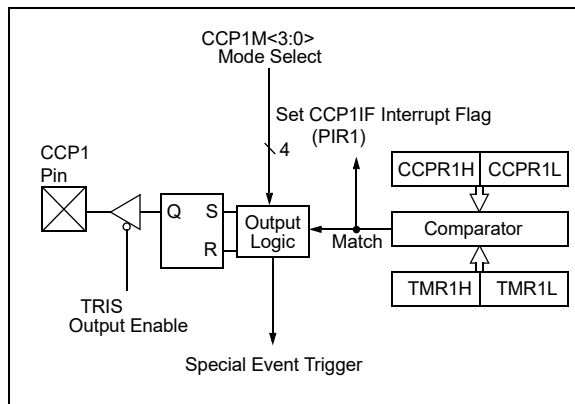 CCP1M<3:0>
Mode Select
Set CCP1IF Interrupt Flag
(PIR1)
4
CCP1
Pin
CCPR1H CCPR1L
Q S
R
Output
Logic
Match
Comparator
TRIS
Output Enable
TMR1H TMR1L
Special Event Trigger